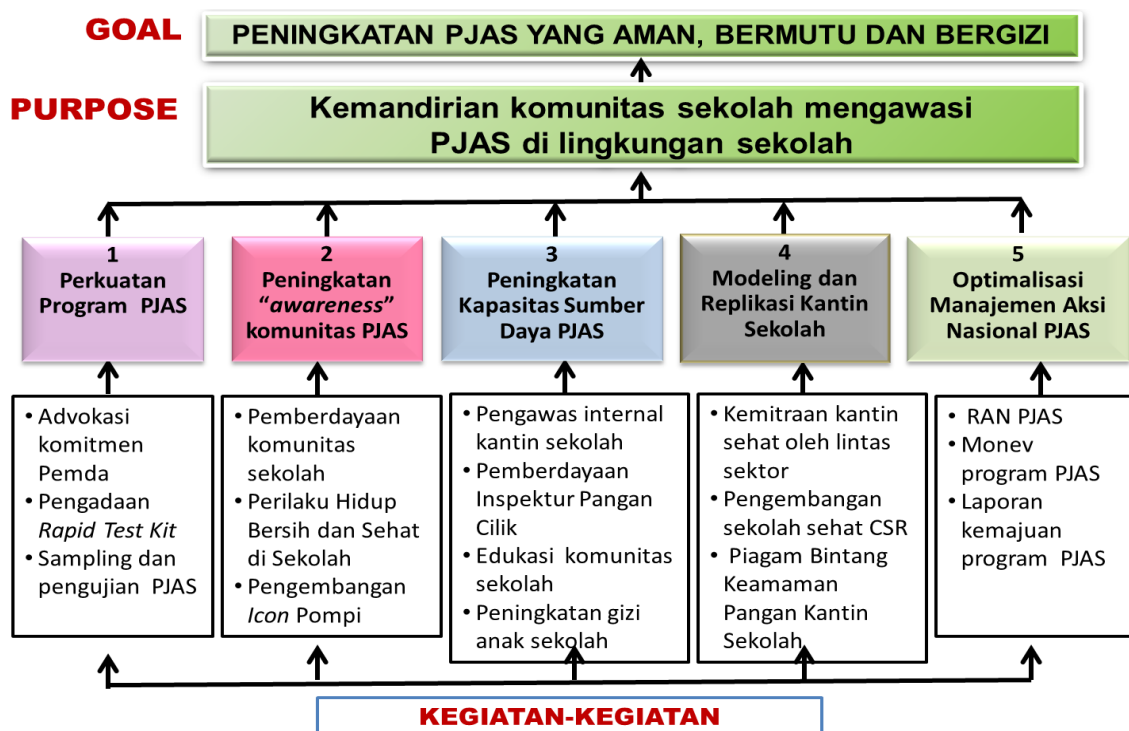 GOAL
PENINGKATAN PJAS YANG AMAN, BERMUTU DAN BERGIZI
PURPOSE
Kemandirian komunitas sekolah mengawasi
PJAS di lingkungan sekolah
1
Perkuatan
Program PJAS
2
Peningkatan
“awareness”
komunitas PJAS
3
Peningkatan
Kapasitas Sumber
Daya PJAS
4
Modeling dan
Replikasi Kantin
Sekolah
5
Optimalisasi
Manajemen Aksi
Nasional PJAS
• Advokasi
komitmen
Pemda
• Pengadaan
Rapid Test Kit
• Sampling dan
pengujian PJAS
• Pemberdayaan
komunitas
sekolah
• Perilaku Hidup
Bersih dan Sehat
di Sekolah
• Pengembangan
Icon Pompi
• Pengawas internal
kantin sekolah
• Pemberdayaan
Inspektur Pangan
Cilik
• Edukasi komunitas
sekolah
• Peningkatan gizi
anak sekolah
• Kemitraan kantin
sehat oleh lintas
sektor
• Pengembangan
sekolah sehat CSR
• Piagam Bintang
Keamaman
Pangan Kantin
Sekolah
• RAN PJAS
• Monev
program PJAS
• Laporan
kemajuan
program PJAS
KEGIATAN-KEGIATAN